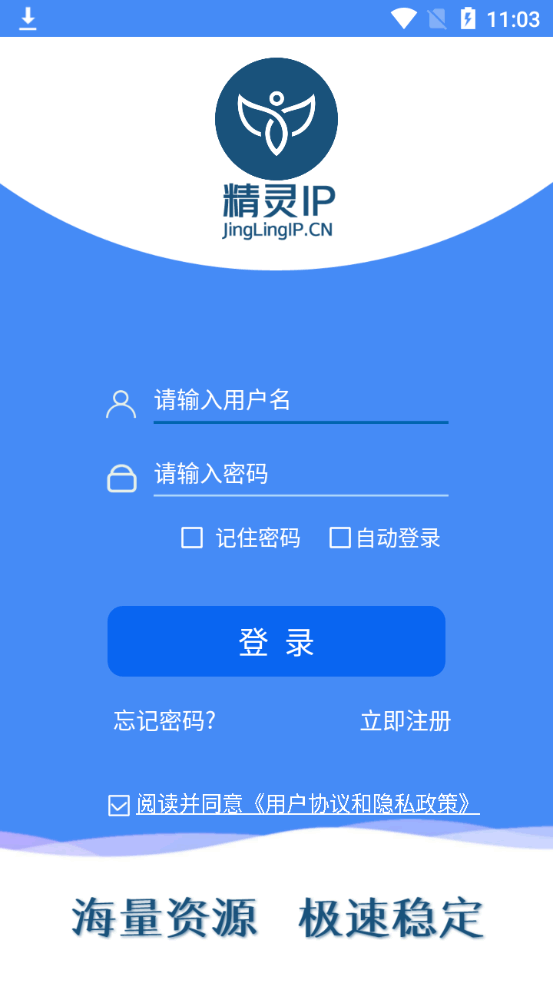 11:03
精灵IP
JingLingIP.CN
请输入用户名
请输入密码
记住密码 自动登录
登 录
忘记密码? 立即注册
阅读并同意《用户协议和隐私政策》
海量资源 极速稳定